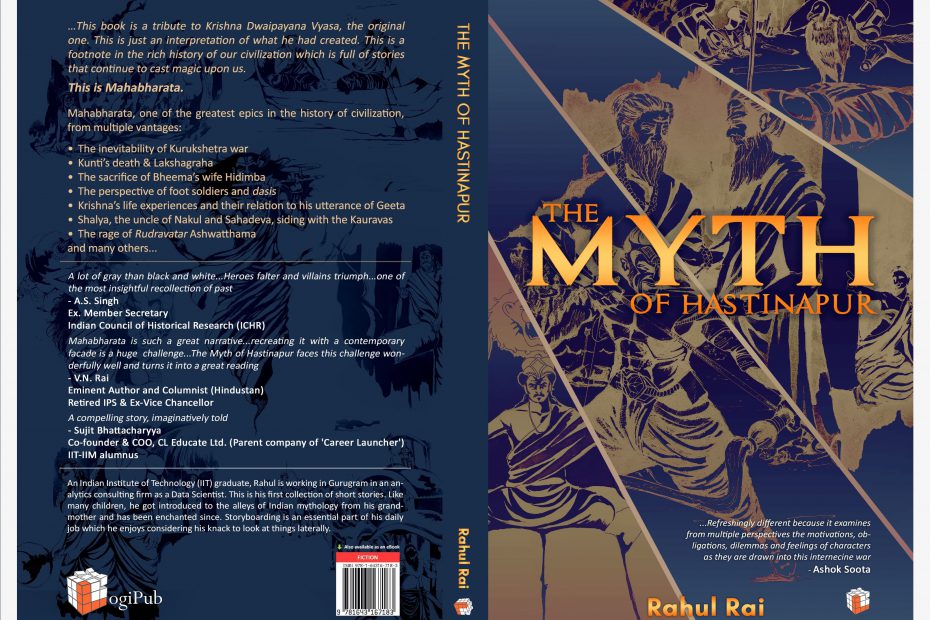 ...This book is a tribute to Krishna Dwaipayana Vyasa, the original
one. This is just an interpretation of what he had created. This is a
footnote in the rich history of our civilization which is full of stories
that continue to cast magic upon us.
This is Mahabharata.
Mahabharata, one of the greatest epics in the history of civilization,
from multiple vantages:
• The inevitability of Kurukshetra war
• Kunti's death & Lakshagraha
• The sacrifice of Bheema's wife Hidimba
• The perspective of foot soldiers and dasis
• Krishna's life experiences and their relation to his utterance of Geeta
• Shalya, the uncle of Nakul and Sahadeva, siding with the Kauravas
• The rage of Rudravatar Ashwatthama
and many others...
A lot of gray than black and white...Heroes falter and villains triumph...one of
the most insightful recollection of past
- A.S. Singh
Ex. Member Secretary
Indian Council of Historical Research (ICHR)
Mahabharata is such a great narrative...recreating it with a contemporary
facade is a huge challenge...The Myth of Hastinapur faces this challenge won-
derfully well and turns it into a great reading
- V.N. Rai
Eminent Author and Columnist (Hindustan)
Retired IPS & Ex-Vice Chancellor
A compelling story, imaginatively told
- Sujit Bhattacharyya
Co-founder & COO, CL Educate Ltd. (Parent company of 'Career Launcher')
IIT-IIM alumnus
An Indian Institute of Technology (IIT) graduate, Rahul is working in Gurugram in an an-
alytics consulting firm as a Data Scientist. This is his first collection of short stories. Like
many children, he got introduced to the alleys of Indian mythology from his grand-
mother and has been enchanted since. Storyboarding is an essential part of his daily
job which he enjoys considering his knack to look at things laterally.
Also available as an eBook
FICTION
ogiPub
THE MYTH OF HASTINAPUR
Rahul Rai
THE
MYTH
OF HASTINAPUR
...Refreshingly different because it examines
from multiple perspectives the motivations, ob-
ligations, dilemmas and feelings of characters
as they are drawn into this internecine war
- Ashok Soota
Rahul Rai